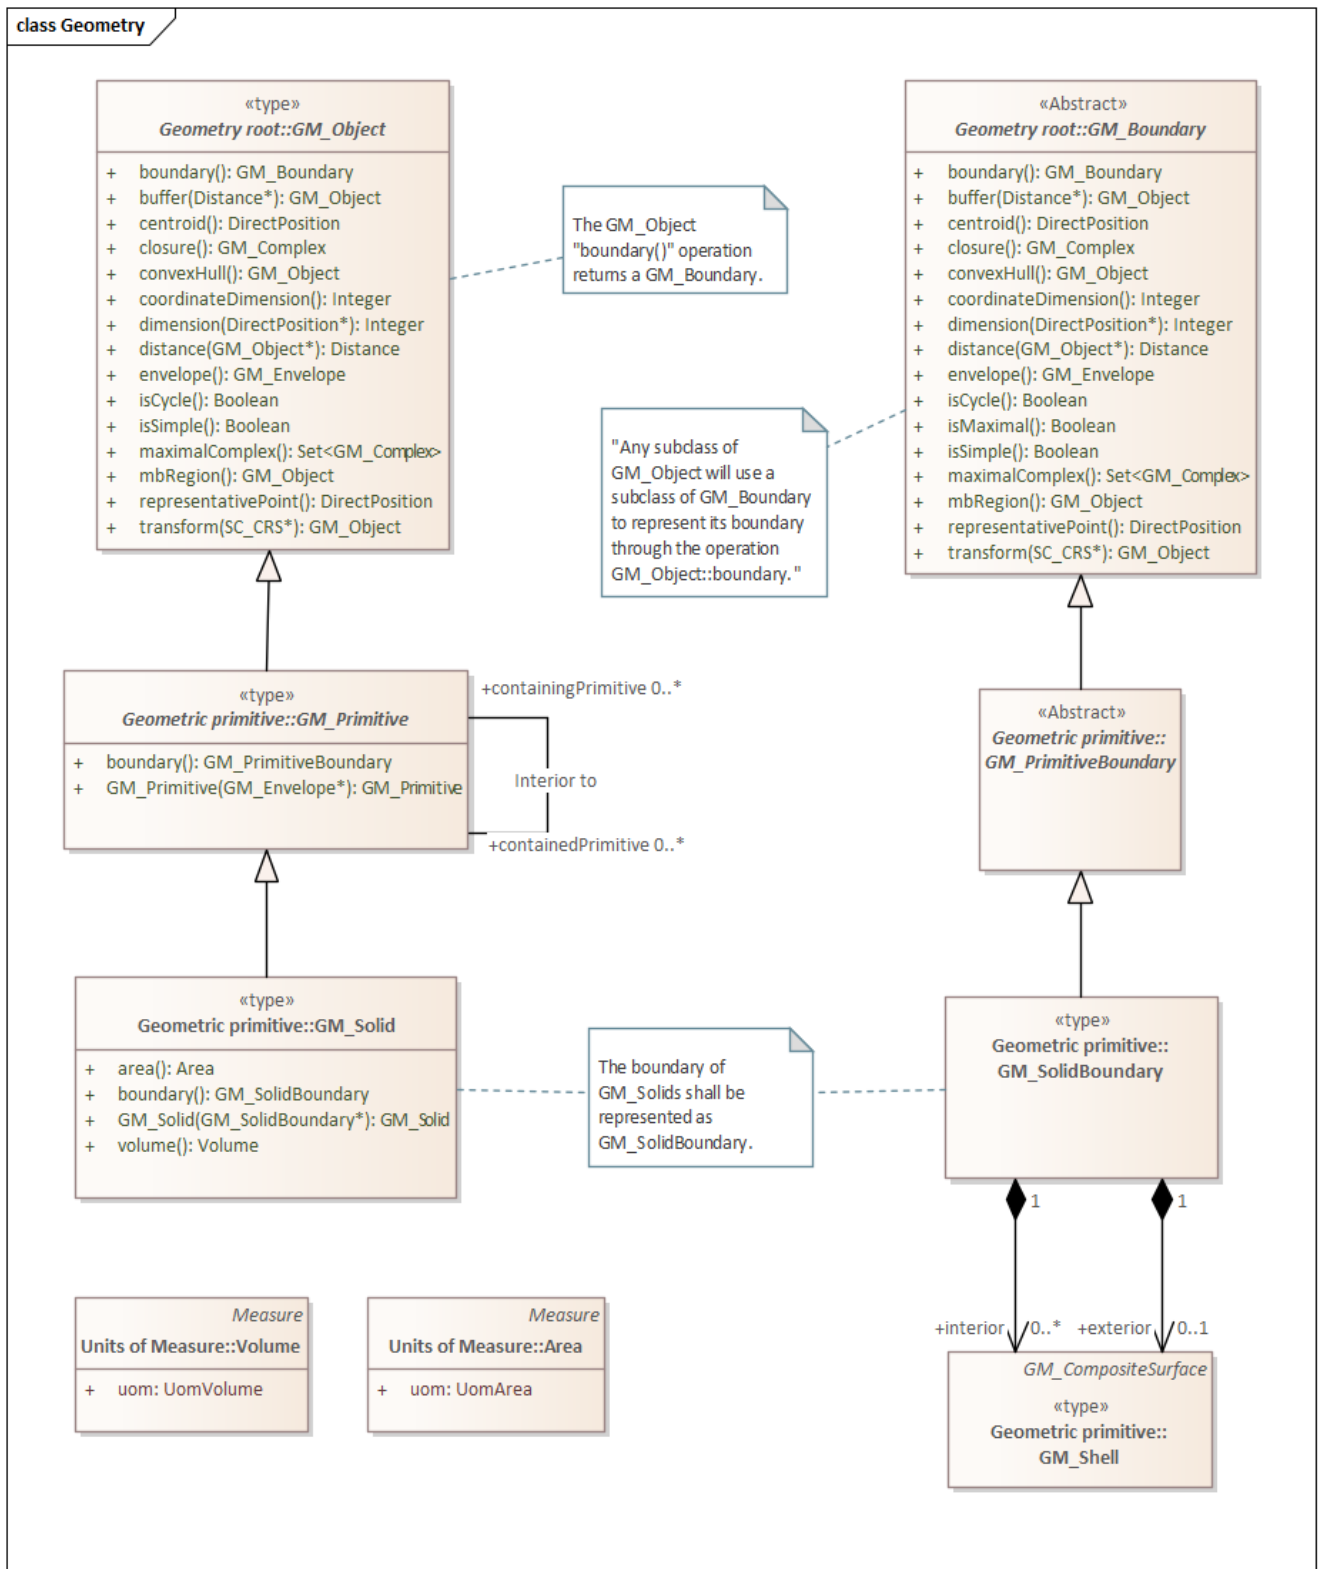 class Geometry
«type»
Geometry root::GM_Object
+ boundary(): GM_Boundary
+ buffer(Distance*): GM_Object
+ centroid(): DirectPosition
+ closure(): GM_Complex
+ convexHull(): GM_Object
+ coordinateDimension(): Integer
+ dimension(DirectPosition*): Integer
+ distance(GM_Object*): Distance
+ envelope(): GM_Envelope
+ isCycle(): Boolean
+ isSimple(): Boolean
+ maximalComplex(): Set<GM_Complex>
+ mbRegion(): GM_Object
+ representativePoint(): DirectPosition
+ transform(SC_CRS*): GM_Object
The GM_Object
"boundary()" operation
returns a GM_Boundary.
«Abstract»
Geometry root::GM_Boundary
+ boundary(): GM_Boundary
+ buffer(Distance*): GM_Object
+ centroid(): DirectPosition
+ closure(): GM_Complex
+ convexHull(): GM_Object
+ coordinateDimension(): Integer
+ dimension(DirectPosition*): Integer
+ distance(GM_Object*): Distance
+ envelope(): GM_Envelope
+ isCycle(): Boolean
+ isMaximal(): Boolean
+ isSimple(): Boolean
+ maximalComplex(): Set<GM_Complex>
+ mbRegion(): GM_Object
+ representativePoint(): DirectPosition
+ transform(SC_CRS*): GM_Object
"Any subclass of
GM_Object will use a
subclass of GM_Boundary
to represent its boundary
through the operation
GM_Object::boundary."
«type»
Geometric primitive::GM_Primitive
+ boundary(): GM_PrimitiveBoundary
+ GM_Primitive(GM_Envelope*): GM_Primitive
+containingPrimitive 0..*
Interior to
+containedPrimitive 0..*
«Abstract»
Geometric primitive::
GM_PrimitiveBoundary
«type»
Geometric primitive::GM_Solid
+ area(): Area
+ boundary(): GM_SolidBoundary
+ GM_Solid(GM_SolidBoundary*): GM_Solid
+ volume(): Volume
The boundary of
GM_Solids shall be
represented as
GM_SolidBoundary.
«type»
Geometric primitive::
GM_SolidBoundary
1
1
+interior 0..*
+exterior 0..1
Measure
Units of Measure::Volume
+ uom: UomVolume
Measure
Units of Measure::Area
+ uom: UomArea
GM_CompositeSurface
«type»
Geometric primitive::
GM_Shell